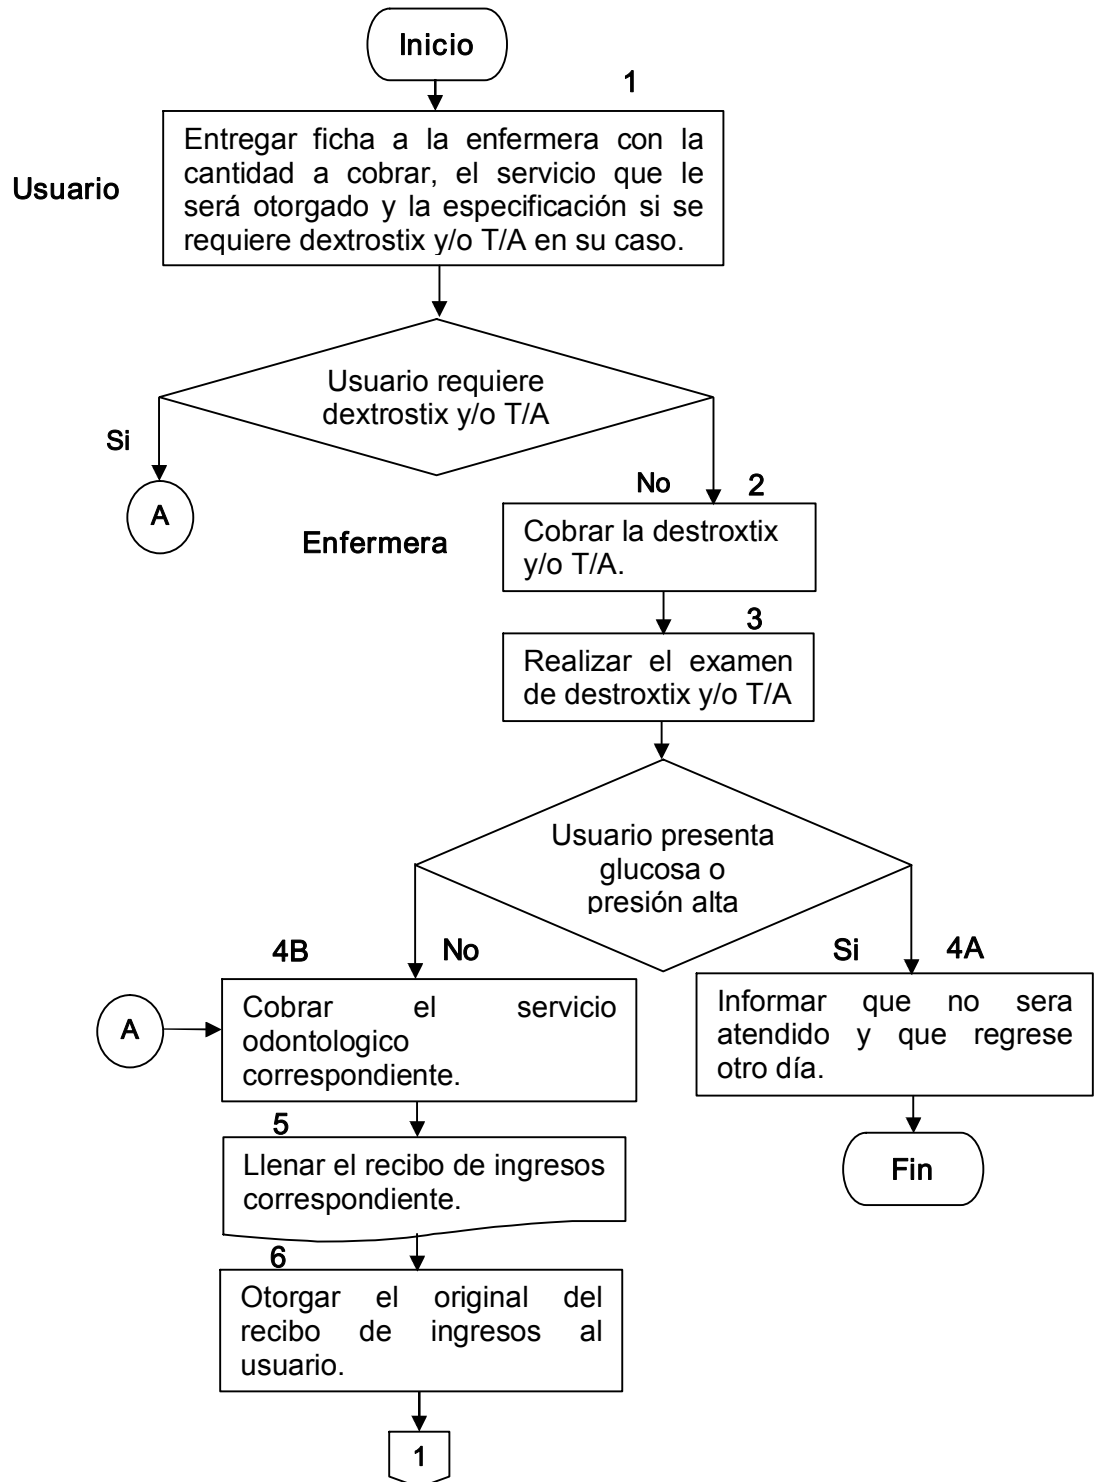 Inicio
1
Entregar ficha a la enfermera con la
cantidad a cobrar, el servicio que le
será otorgado y la especificación si se
requiere dextrostix y/o T/A en su caso.
Usuario
Usuario requiere
dextrostix y/o T/A
Si
A
No
2
Enfermera
Cobrar la destroxtix
y/o T/A.
3
Realizar el examen
de destroxtix y/o T/A
Usuario presenta
glucosa o
presión alta
4B
No
Si
4A
A
Cobrar el servicio
odontologico
correspondiente.
Informar que no sera
atendido y que regrese
otro día.
5
Llenar el recibo de ingresos
correspondiente.
Fin
6
Otorgar el original del
recibo de ingresos al
usuario.
1